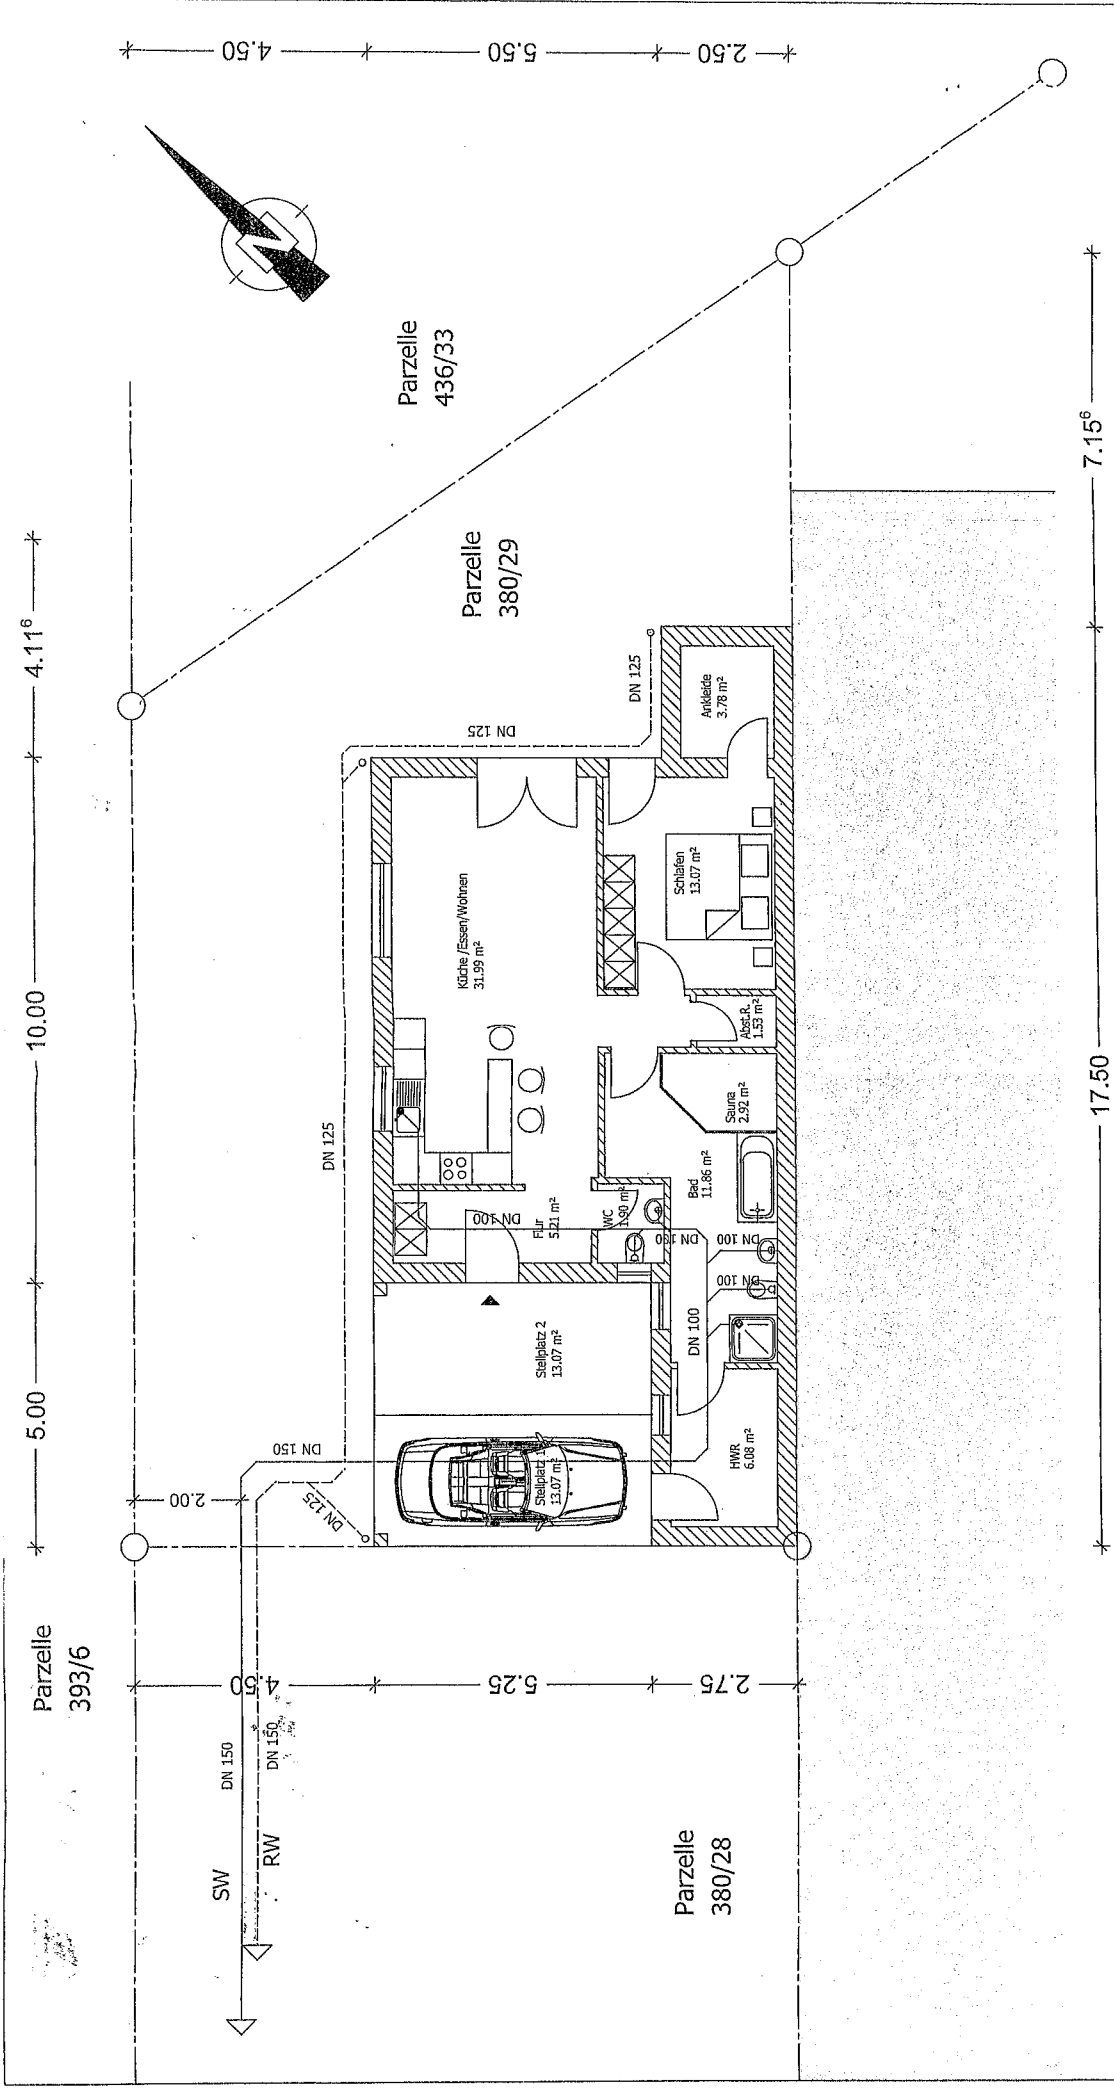 Parzelle
393/6
5.00
10.00
4.11⁶
2.00
4.50
5.25
2.75
4.50
5.50
2.50
SW
DN 150
DN 150
RW
DN 150
DN 125
DN 125
DN 125
DN 125
Parzelle
436/33
N
Parzelle
380/29
Parzelle
380/28
Küche /Essen/Wohnen
31.99 m²
Flur
5.21 m²
DN 100
WC
1.90 m²
DN 100
Stellplatz 2
13.07 m²
Stellplatz 1
13.07 m²
DN 100
DN 100
DN 100
HWR
6.08 m²
Bad
11.86 m²
Sauna
2.92 m²
Abst.R.
1.53 m²
Schlafen
13.07 m²
Ankleide
3.78 m²
17.50
7.15⁶